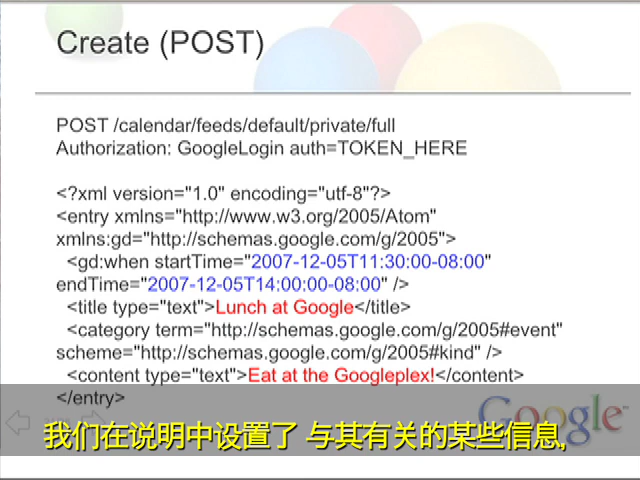 Create (POST)
POST /calendar/feeds/default/private/full
Authorization: GoogleLogin auth=TOKEN_HERE
<?xml version="1.0" encoding="utf-8"?>
<entry xmlns="http://www.w3.org/2005/Atom"
xmlns:gd="http://schemas.google.com/g/2005">
<gd:when startTime="2007-12-05T11:30:00-08:00"
endTime="2007-12-05T14:00:00-08:00" />
<title type="text">Lunch at Google</title>
<category term="http://schemas.google.com/g/2005#event"
scheme="http://schemas.google.com/g/2005#kind" />
<content type="text">Eat at the Googleplex!</content>
</entry>
Google™
我们在说明中设置了 与其有关的某些信息,